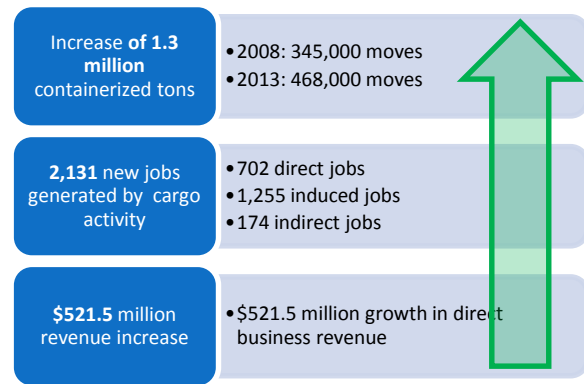 Increase of 1.3
million
containerized tons
•2008: 345,000 moves
•2013: 468,000 moves
2,131 new jobs
generated by cargo
activity
•702 direct jobs
•1,255 induced jobs
•174 indirect jobs
$521.5 million
revenue increase
•$521.5 million growth in direct
business revenue